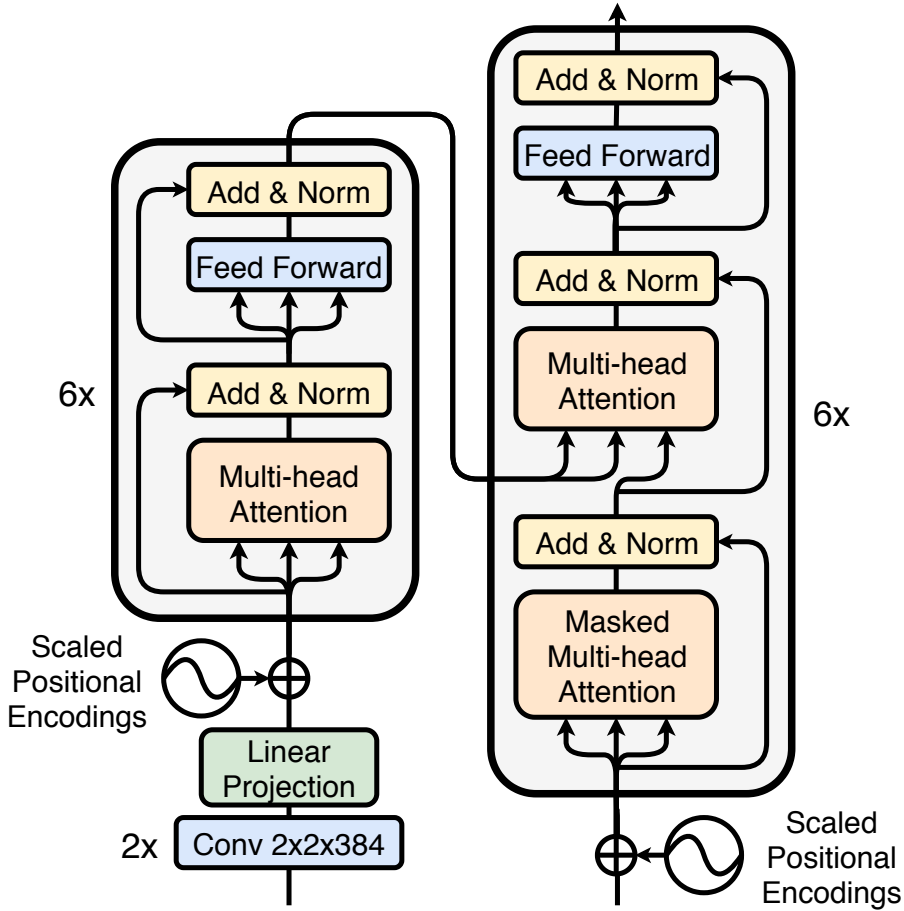 Add & Norm
Feed Forward
Add & Norm
Multi-head
Attention
6x
Scaled
Positional
Encodings
Linear
Projection
2x
Conv 2x2x384
Add & Norm
Feed Forward
Add & Norm
Multi-head
Attention
6x
Add & Norm
Masked
Multi-head
Attention
Scaled
Positional
Encodings